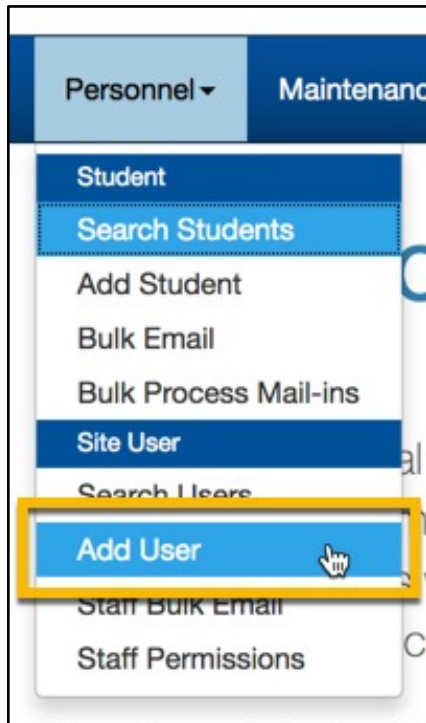 Personnel Maintenanc
Student
Search Students
Add Student
Bulk Email
Bulk Process Mail-ins
Site User
Search Users
Add User
Staff Bulk Email
Staff Permissions